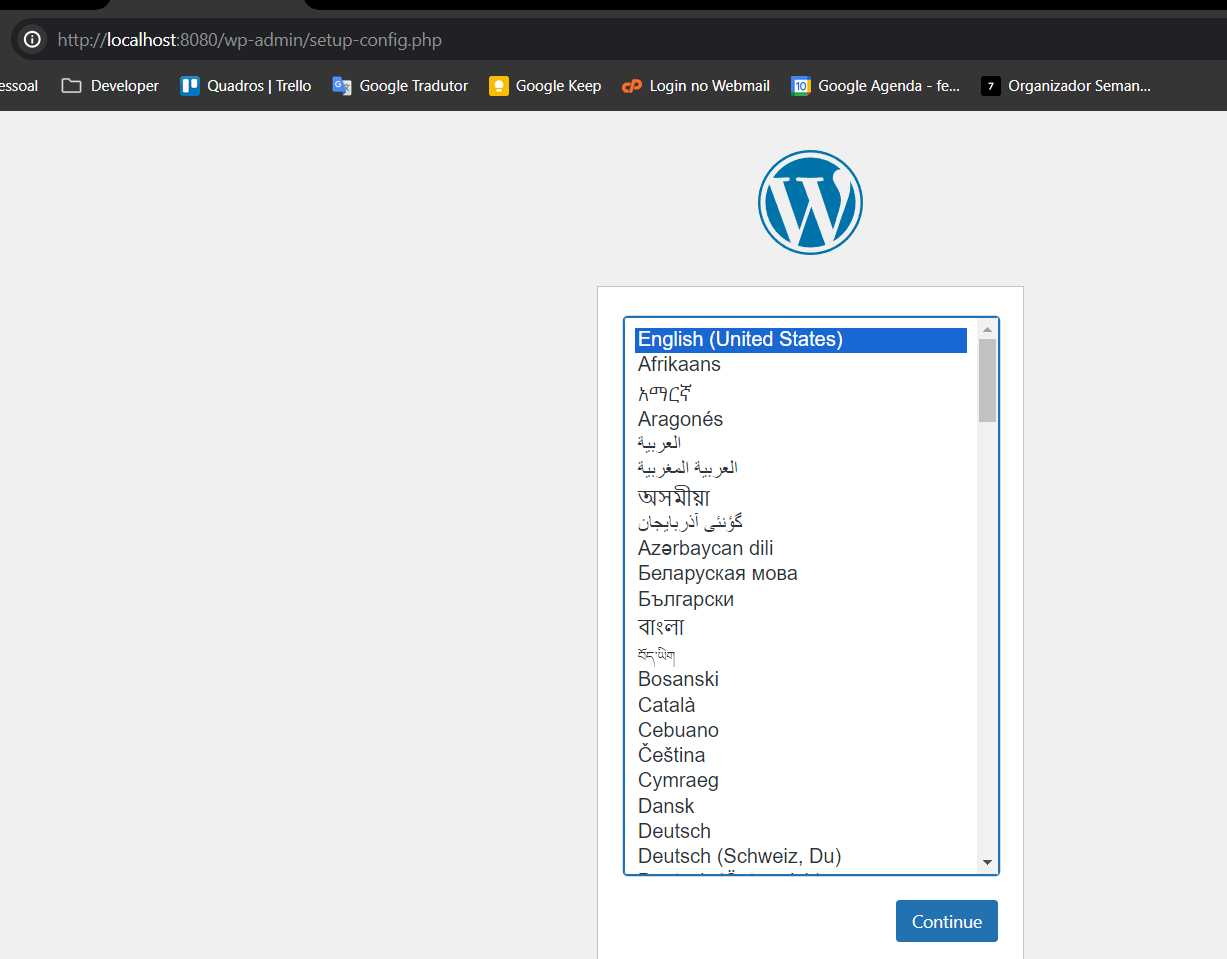 http://localhost:8080/wp-admin/setup-config.php
essoal Developer Quadros | Trello Google Tradutor Google Keep Login no Webmail 10 Google Agenda - fe... 7 Organizador Seman...
English (United States)
Afrikaans
አማርኛ
Aragonés
العربية
العربية المغربية
অসমীয়া
گؤنئی آذربایجان
Azərbaycan dili
Беларуская мова
Български
বাংলা
བོད་ཡིག
Bosanski
Català
Cebuano
Čeština
Cymraeg
Dansk
Deutsch
Deutsch (Schweiz, Du)
Continue